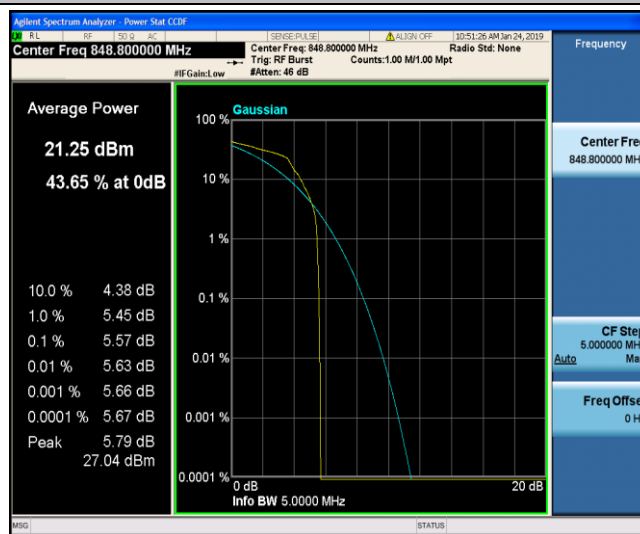 Agilent Spectrum Analyzer - Power Stat CCDF
RL RF 50 Ω AC SENSE:PULSE ALIGN OFF 10:51:26 AM Jan 24, 2019
Center Freq 848.800000 MHz
Center Freq: 848.800000 MHz Radio Std: None
Trig: RF Burst Counts:1.00 M/1.00 Mpt
#IFGain:Low #Atten: 46 dB
Frequency
Average Power
21.25 dBm
43.65 % at 0dB
10.0 % 4.38 dB
1.0 % 5.45 dB
0.1 % 5.57 dB
0.01 % 5.63 dB
0.001 % 5.66 dB
0.0001 % 5.67 dB
Peak 5.79 dB
27.04 dBm
Gaussian
100 %
10 %
1 %
0.1 %
0.01 %
0.001 %
0.0001 %
0 dB 20 dB
Info BW 5.0000 MHz
Center Fre
848.800000 MH
CF Ste
5.000000 MH
Auto Ma
Freq Offse
0 H
MSG STATUS